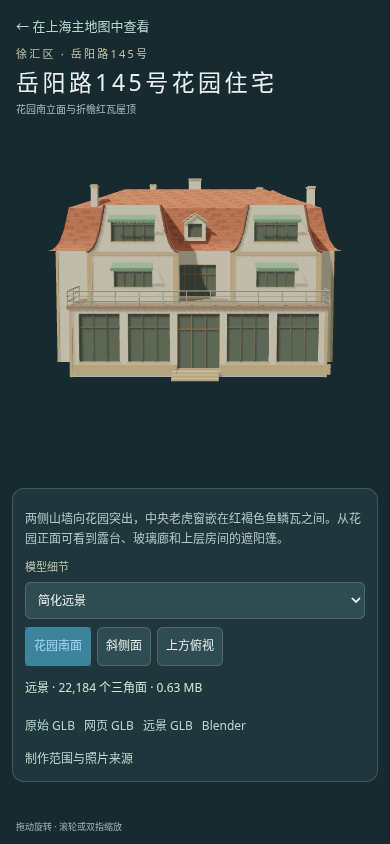 ← 在上海主地图中查看
徐汇区 · 岳阳路145号
岳阳路145号花园住宅
花园南立面与折檐红瓦屋顶
两侧山墙向花园突出，中央老虎窗嵌在红褐色鱼鳞瓦之间。从花
园正面可看到露台、玻璃廊和上层房间的遮阳篷。
模型细节
简化远景
花园南面 斜侧面 上方俯视
远景 · 22,184 个三角面 · 0.63 MB
原始 GLB 网页 GLB 远景 GLB Blender
制作范围与照片来源
拖动旋转 · 滚轮或双指缩放